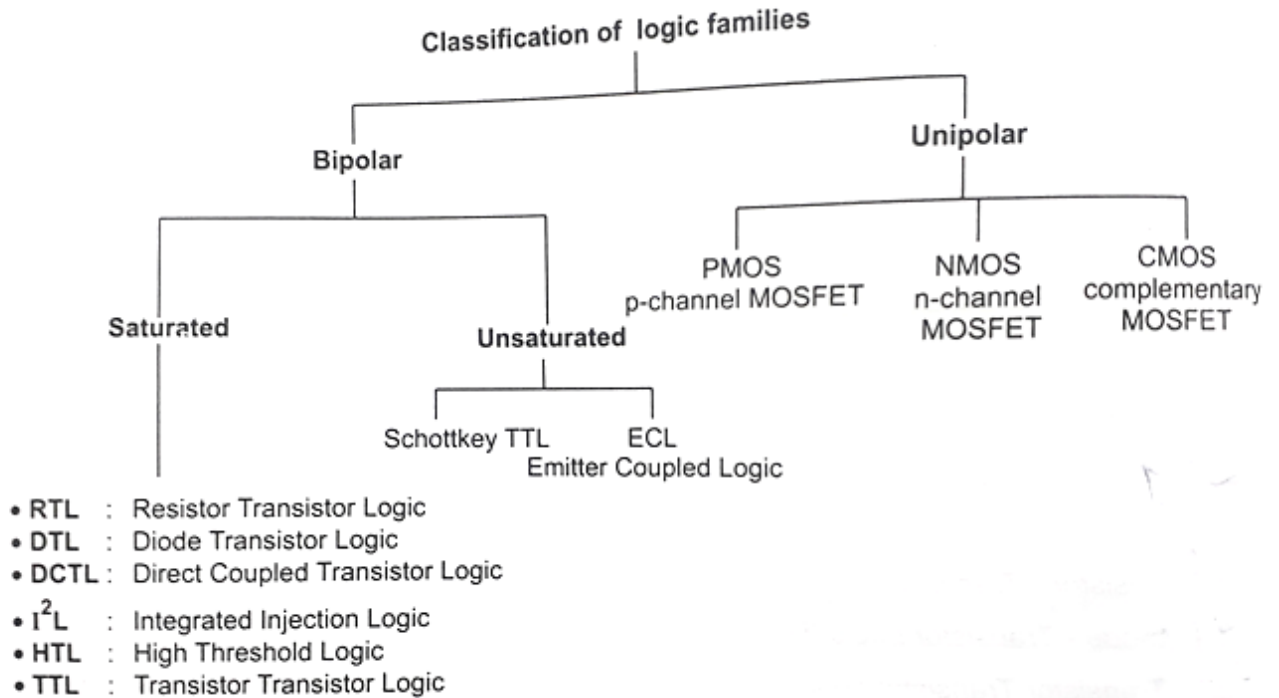 Classification of logic families
Bipolar
Unipolar
PMOS
p-channel MOSFET
NMOS
n-channel
MOSFET
CMOS
complementary
MOSFET
Saturated
Unsaturated
Schottkey TTL
ECL
Emitter Coupled Logic
• RTL : Resistor Transistor Logic
• DTL : Diode Transistor Logic
• DCTL : Direct Coupled Transistor Logic
• I²L : Integrated Injection Logic
• HTL : High Threshold Logic
• TTL : Transistor Transistor Logic